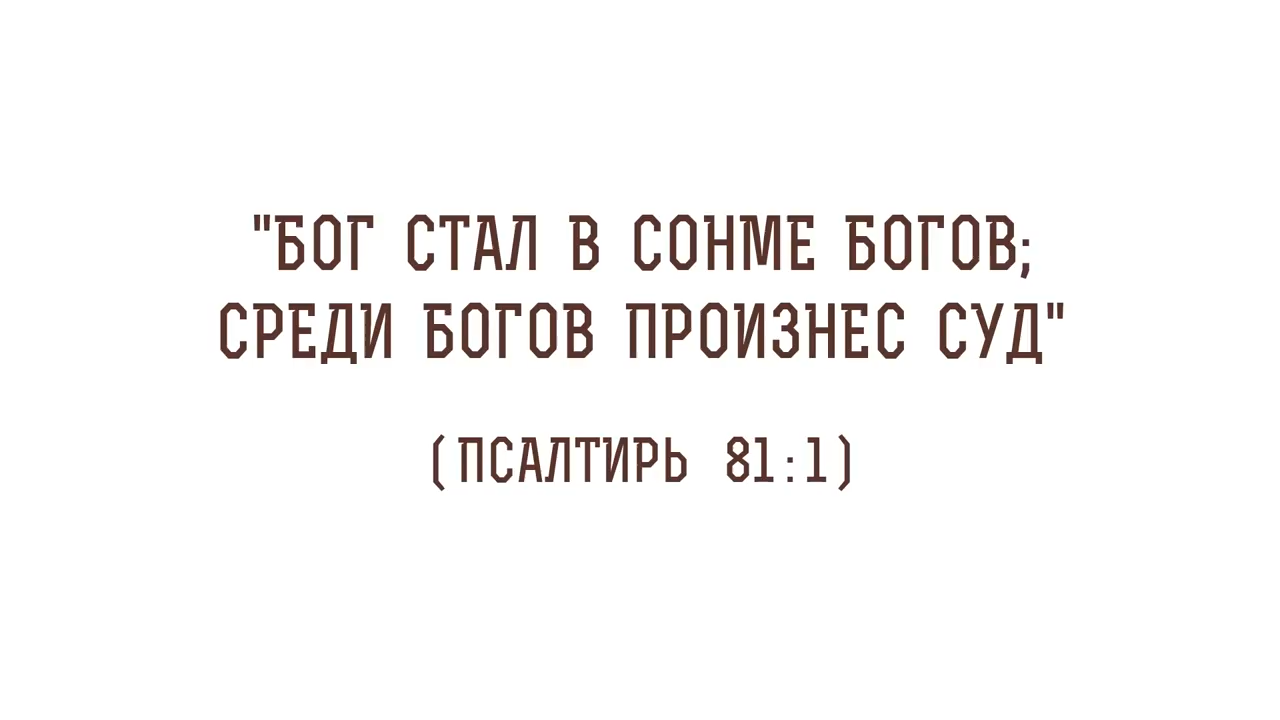 "БОГ СТАЛ В СОНМЕ БОГОВ;
СРЕДИ БОГОВ ПРОИЗНЕС СУД"
(ПСАЛТИРЬ 81:1)